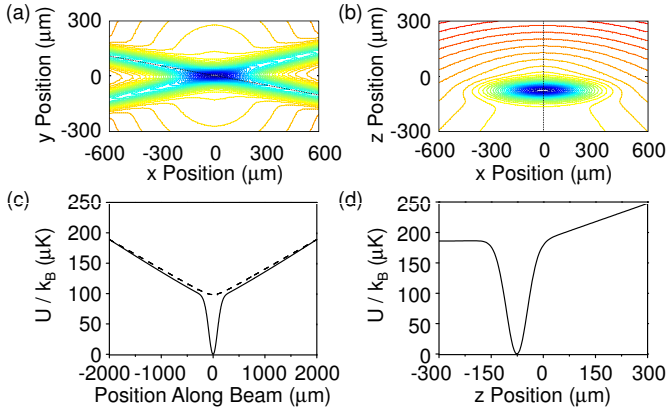 (a)
300
0
-300
y Position (μm)
-600 -300 0 300 600
x Position (μm)
(b)
300
0
-300
z Position (μm)
-600 -300 0 300 600
x Position (μm)
(c)
250
200
150
100
50
0
U / kB (μK)
-2000 -1000 0 1000 2000
Position Along Beam (μm)
(d)
250
200
150
100
50
0
U / kB (μK)
-300 -150 0 150 300
z Position (μm)